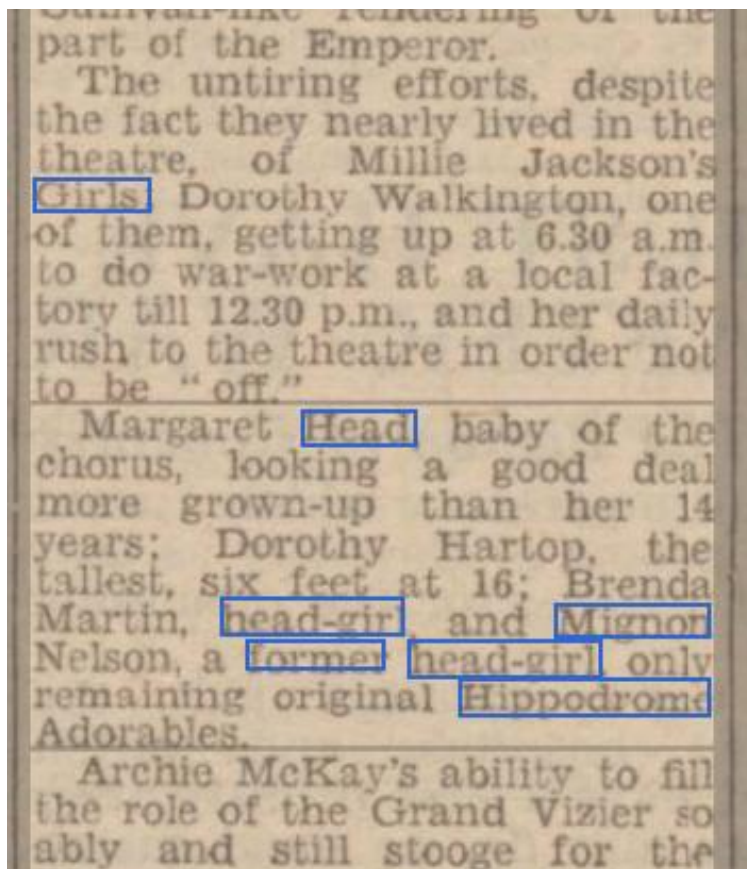 Sullivan-like rendering of the
part of the Emperor.
The untiring efforts, despite
the fact they nearly lived in the
theatre, of Millie Jackson's
Girls, Dorothy Walkington, one
of them, getting up at 6.30 a.m.
to do war-work at a local fac-
tory till 12.30 p.m., and her daily
rush to the theatre in order not
to be "off."
Margaret Head, baby of the
chorus, looking a good deal
more grown-up than her 14
years; Dorothy Hartop, the
tallest, six feet at 16; Brenda
Martin, head-girl, and Mignon
Nelson, a former head-girl, only
remaining original Hippodrome
Adorables.
Archie McKay's ability to fill
the role of the Grand Vizier so
ably and still stooge for the